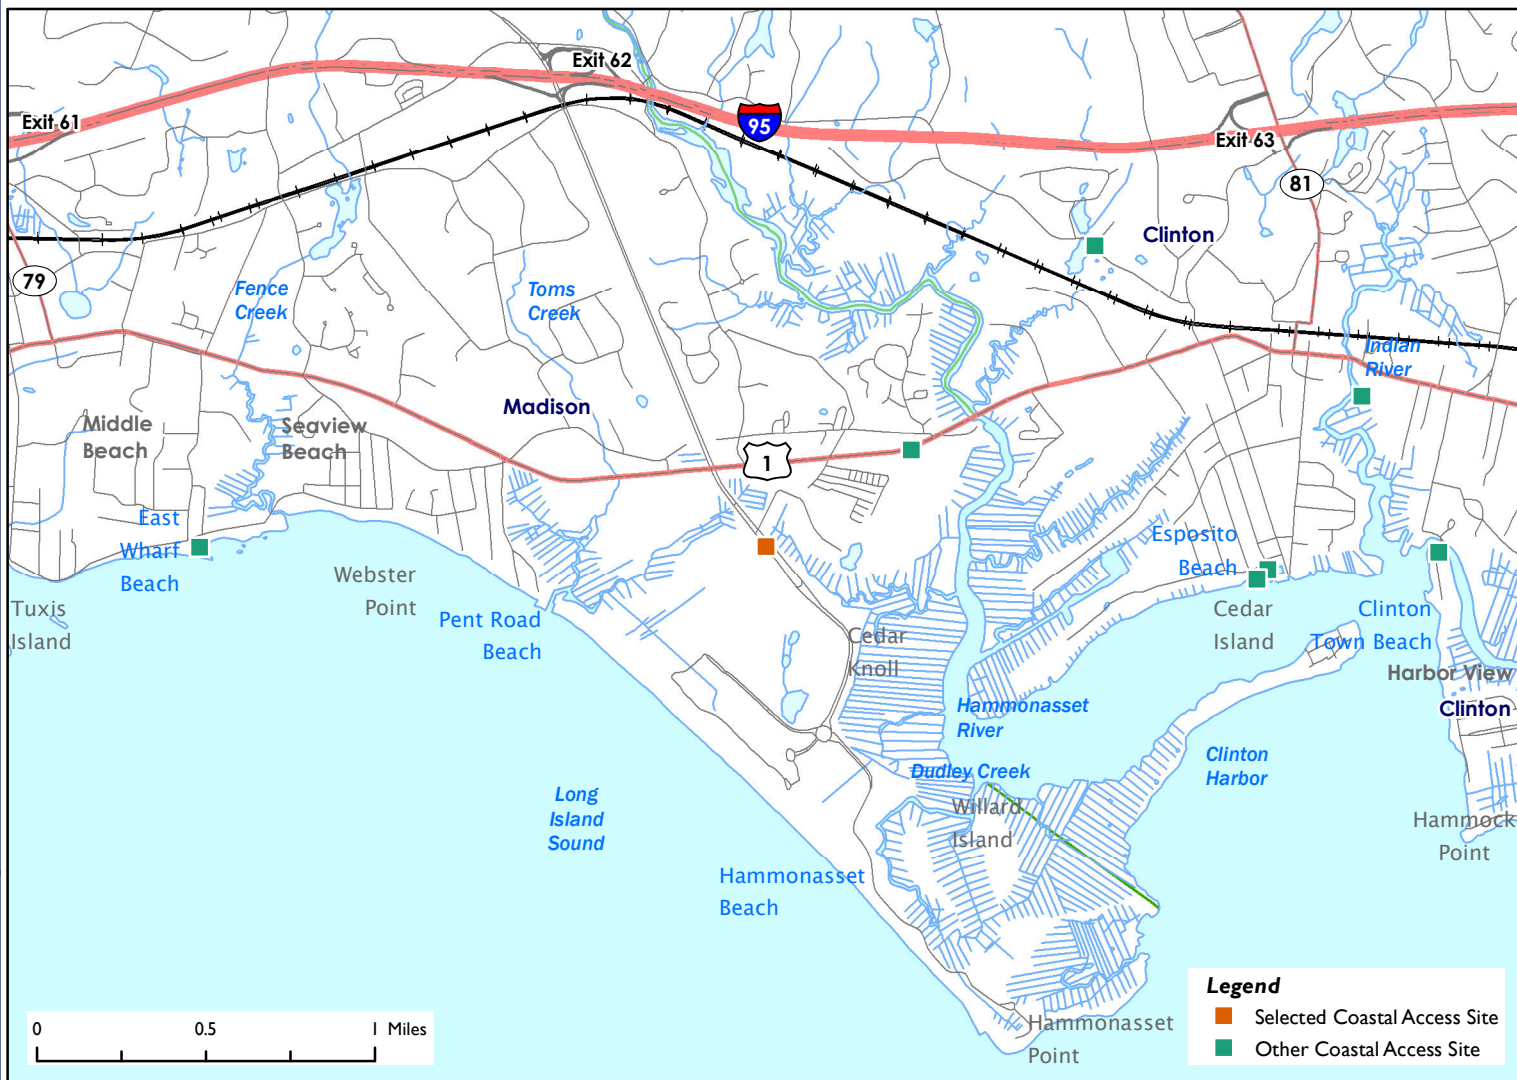 Exit 62
Exit 61
95
Exit 63
81
Clinton
79
Fence
Creek
Toms
Creek
Indian
River
Madison
Middle
Beach
Seaview
Beach
1
East
Wharf
Beach
Esposito
Beach
Webster
Point
Tuxis
Island
Pent Road
Beach
Cedar
Knoll
Cedar
Island
Clinton
Town Beach
Harbor View
Clinton
Hammonasset
River
Clinton
Harbor
Dudley Creek
Long
Island
Sound
Willard
Island
Hammock
Point
Hammonasset
Beach
Hammonasset
Point
0 0.5 1 Miles
Legend
Selected Coastal Access Site
Other Coastal Access Site